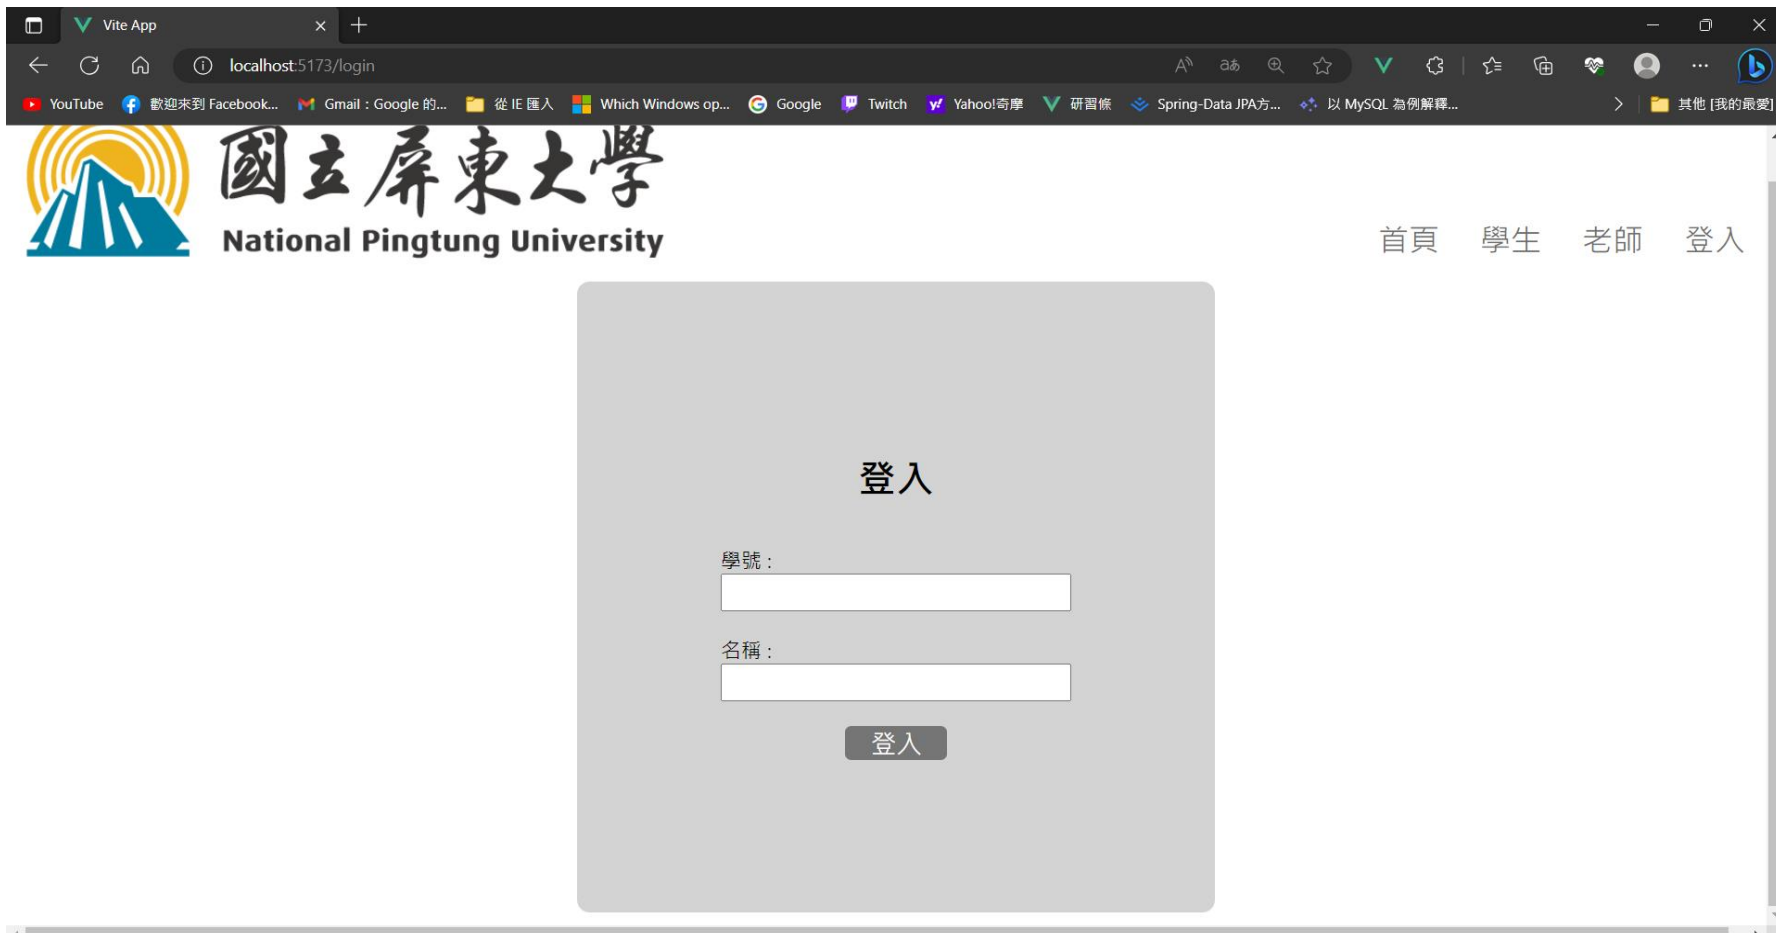 Vite App
localhost:5173/login
YouTube 歡迎來到 Facebook... Gmail：Google 的... 從 IE 匯入 Which Windows op... Google Twitch Yahoo!奇摩 研習條 Spring-Data JPA方... 以 MySQL 為例解釋... 其他 [我的最愛]
國立屏東大學
National Pingtung University
首頁 學生 老師 登入
登入
學號 :
名稱 :
登入